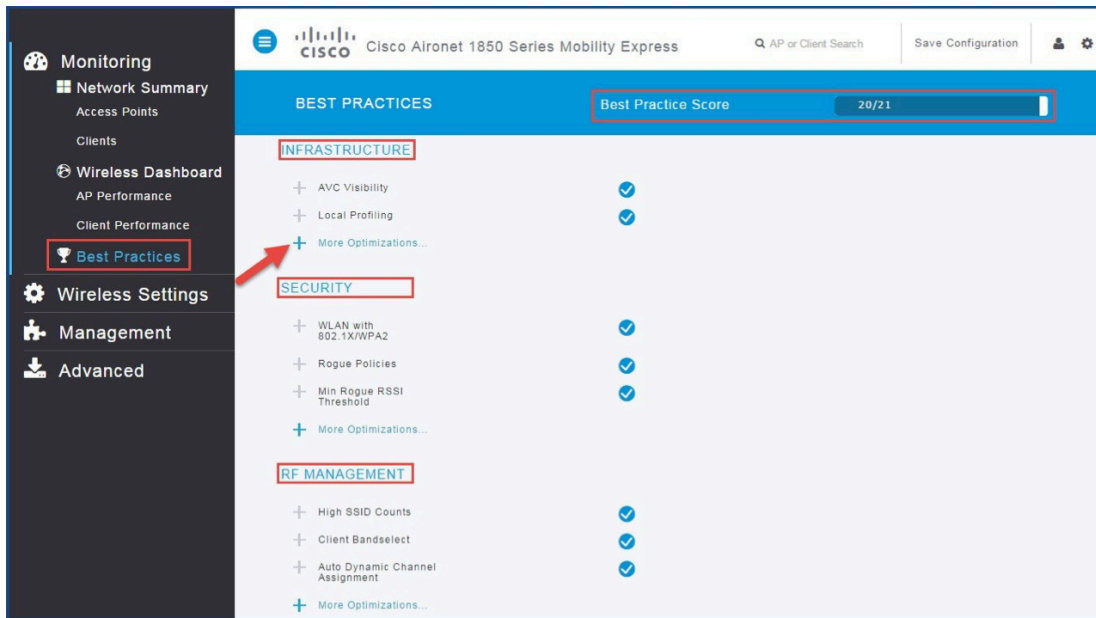 Monitoring
Network Summary
Access Points
Clients
Wireless Dashboard
AP Performance
Client Performance
Best Practices
Wireless Settings
Management
Advanced
CISCO
Cisco Aironet 1850 Series Mobility Express
AP or Client Search
Save Configuration
BEST PRACTICES
Best Practice Score
20/21
INFRASTRUCTURE
AVC Visibility
Local Profiling
More Optimizations...
SECURITY
WLAN with
802.1X/WPA2
Rogue Policies
Min Rogue RSSI
Threshold
More Optimizations...
RF MANAGEMENT
High SSID Counts
Client Bandselect
Auto Dynamic Channel
Assignment
More Optimizations...